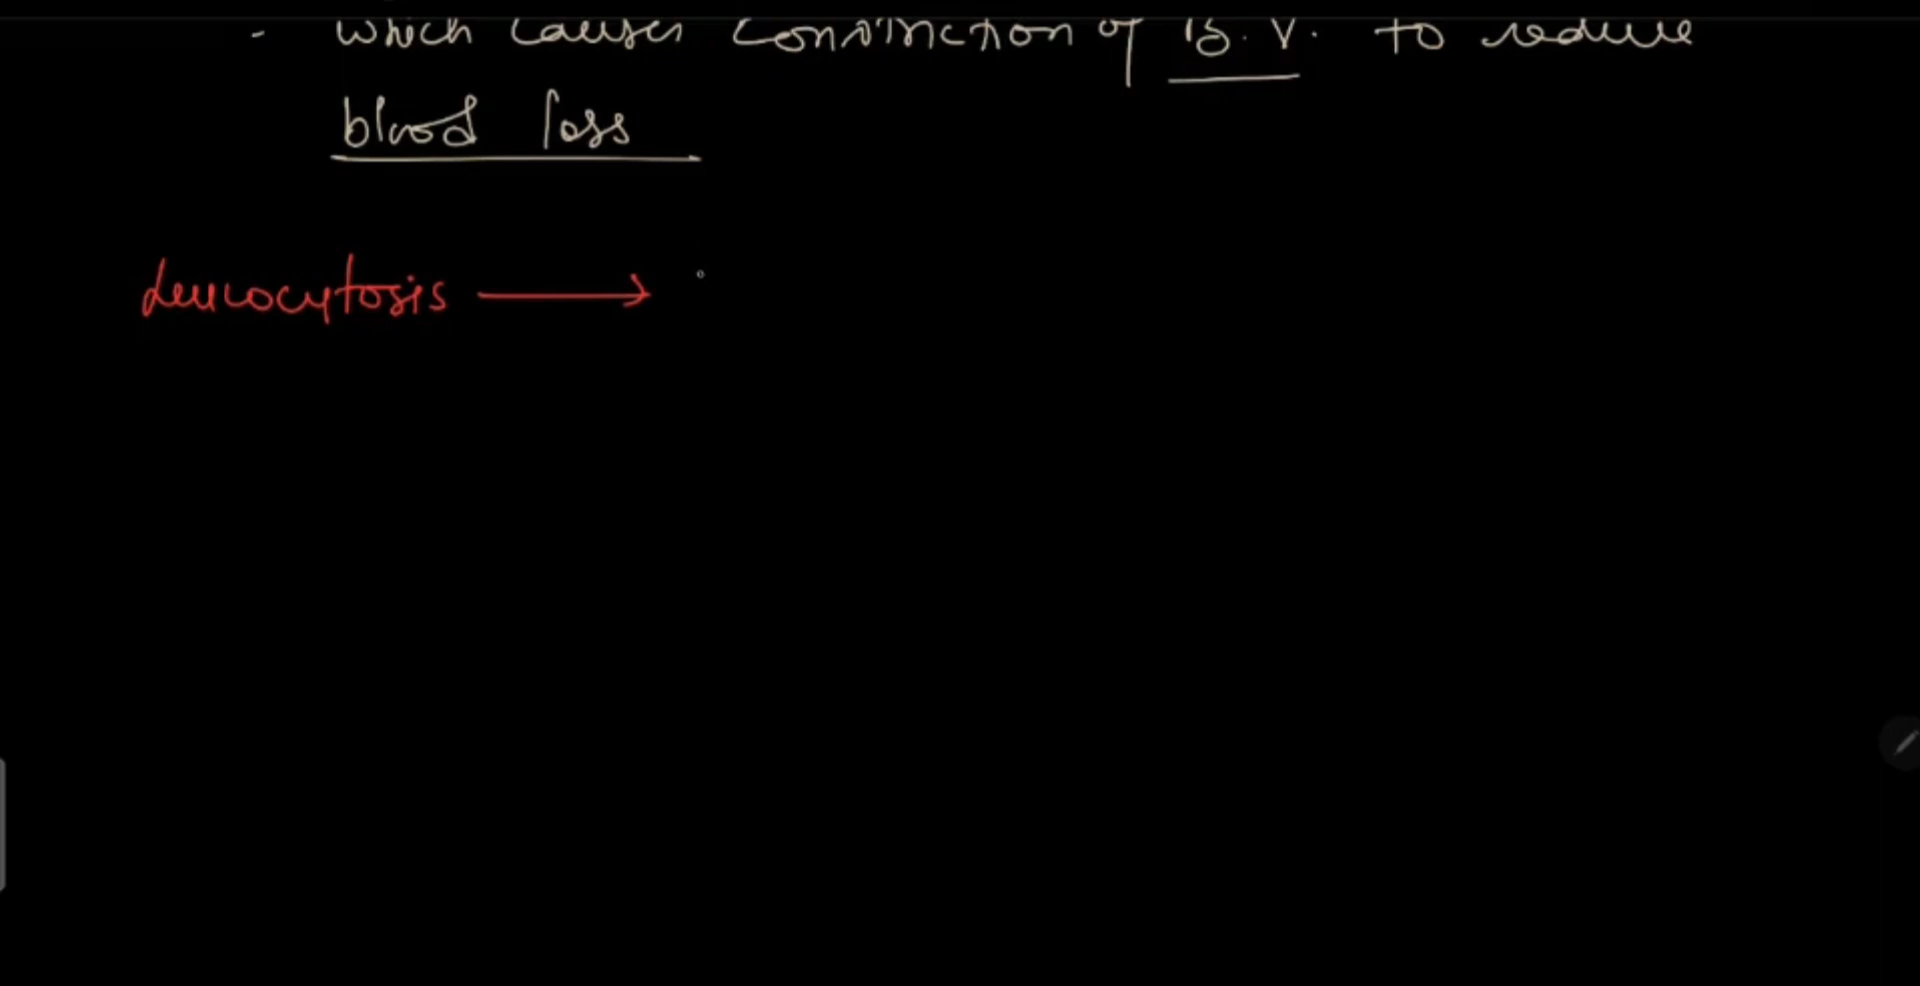 - which causes constriction of B.V. to reduce
blood loss
Leucocytosis →